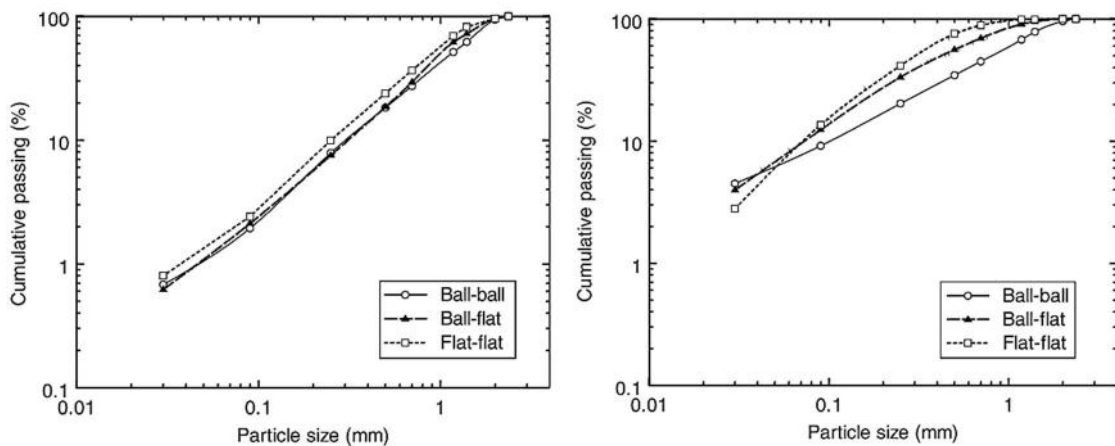 Cumulative passing (%)
100
10
1
0.1
Ball-ball
Ball-flat
Flat-flat
0.01
0.1
1
Particle size (mm)
Cumulative passing (%)
100
10
1
0.1
Ball-ball
Ball-flat
Flat-flat
0.01
0.1
1
Particle size (mm)